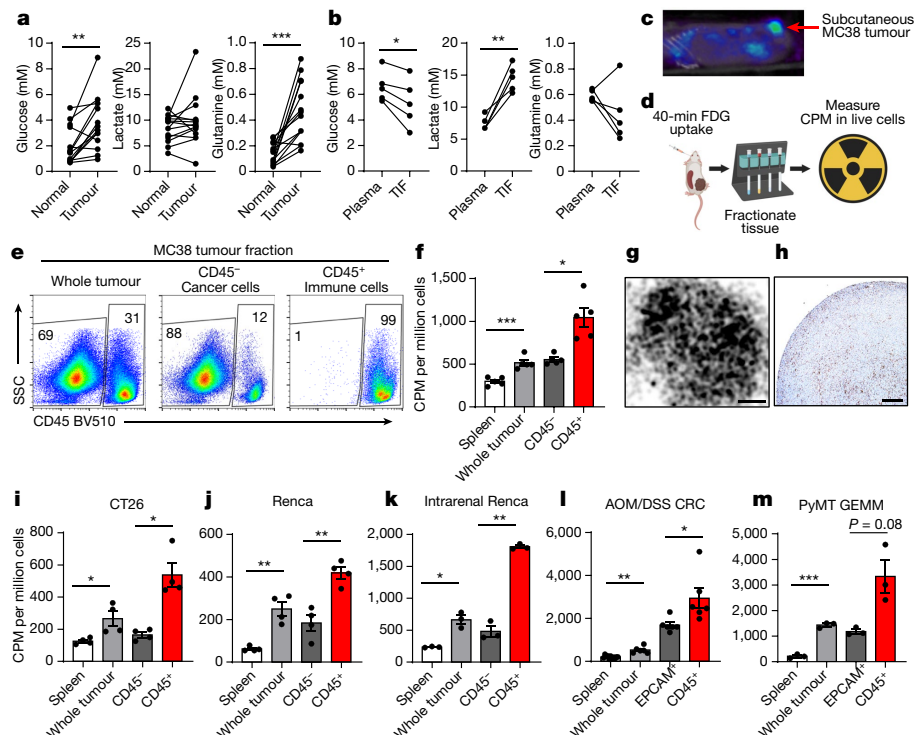 a
b
c
**
***
*
**
Glucose (mM)
10
8
6
4
2
0
Normal
Tumour
Lactate (mM)
25
20
15
10
5
0
Normal
Tumour
Glutamine (mM)
1.0
0.8
0.6
0.4
0.2
0
Normal
Tumour
Glucose (mM)
10
8
6
4
2
0
Plasma
TIF
Lactate (mM)
20
15
10
5
0
Plasma
TIF
Glutamine (mM)
1.0
0.8
0.6
0.4
0.2
0
Plasma
TIF
Subcutaneous
MC38 tumour
d
40-min FDG
uptake
Measure
CPM in live cells
Fractionate
tissue
e
MC38 tumour fraction
Whole tumour
CD45−
Cancer cells
CD45+
Immune cells
69
31
88
12
1
99
SSC
CD45 BV510
f
CPM per million cells
1,500
1,000
500
0
***
*
Spleen
Whole tumour
CD45−
CD45+
g
h
i
CT26
CPM per million cells
800
600
400
200
0
*
*
Spleen
Whole tumour
CD45−
CD45+
j
Renca
600
400
200
0
**
**
Spleen
Whole tumour
CD45−
CD45+
k
Intrarenal Renca
2,000
1,500
1,000
500
0
*
**
Spleen
Whole tumour
CD45−
CD45+
l
AOM/DSS CRC
6,000
4,000
2,000
0
**
*
Spleen
Whole tumour
EPCAM+
CD45+
m
PyMT GEMM
5,000
4,000
3,000
2,000
1,000
0
***
P = 0.08
Spleen
Whole tumour
EPCAM+
CD45+